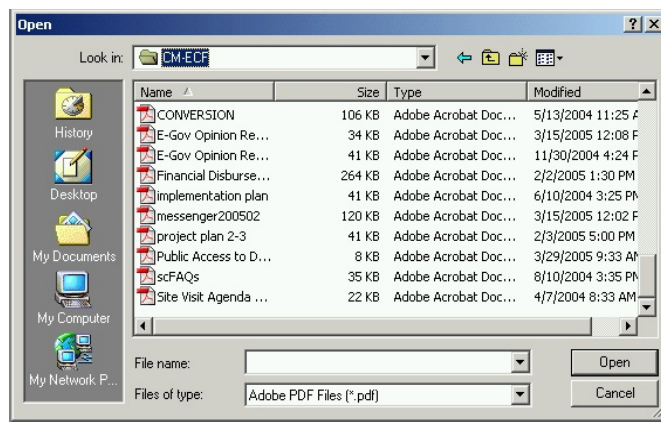 Open
Look in: CM-ECF
Name Size Type Modified
CONVERSION 106 KB Adobe Acrobat Doc... 5/13/2004 11:25 A
E-Gov Opinion Re... 34 KB Adobe Acrobat Doc... 3/15/2005 12:08 P
E-Gov Opinion Re... 41 KB Adobe Acrobat Doc... 11/30/2004 4:24 P
Financial Disburse... 264 KB Adobe Acrobat Doc... 2/2/2005 1:30 PM
implementation plan 41 KB Adobe Acrobat Doc... 6/10/2004 3:25 PM
messenger200502 120 KB Adobe Acrobat Doc... 3/15/2005 12:02 P
project plan 2-3 41 KB Adobe Acrobat Doc... 2/3/2005 5:00 PM
Public Access to D... 8 KB Adobe Acrobat Doc... 3/29/2005 9:33 AM
scFAQs 35 KB Adobe Acrobat Doc... 8/10/2004 3:35 PM
Site Visit Agenda ... 22 KB Adobe Acrobat Doc... 4/7/2004 8:33 AM
History
Desktop
My Documents
My Computer
My Network P...
File name: Open
Files of type: Adobe PDF Files (*.pdf) Cancel